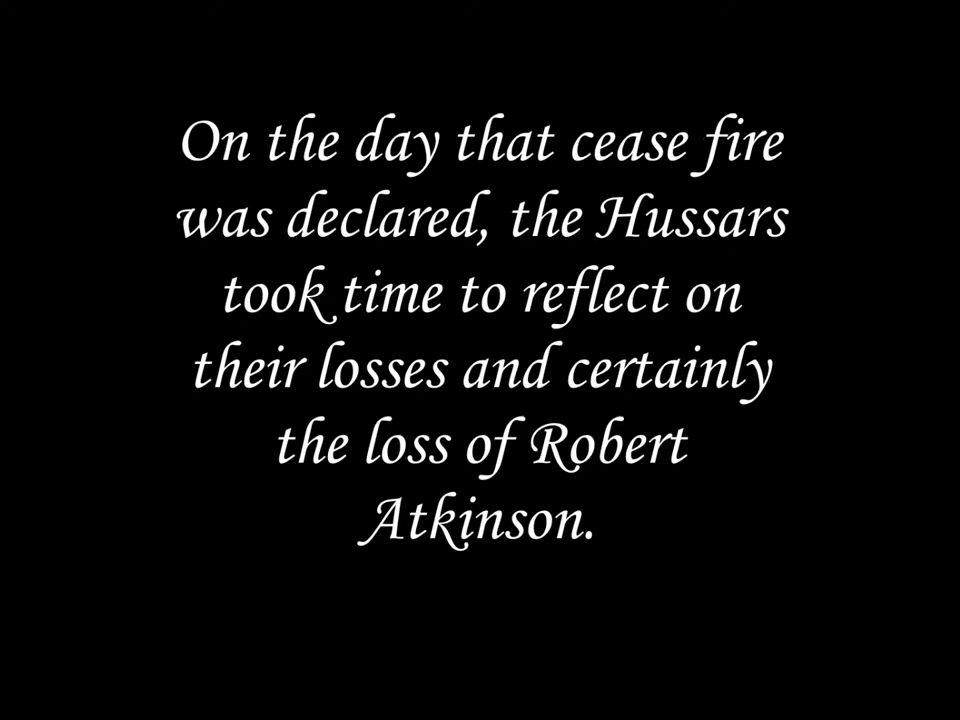 On the day that cease fire
was declared, the Hussars
took time to reflect on
their losses and certainly
the loss of Robert
Atkinson.